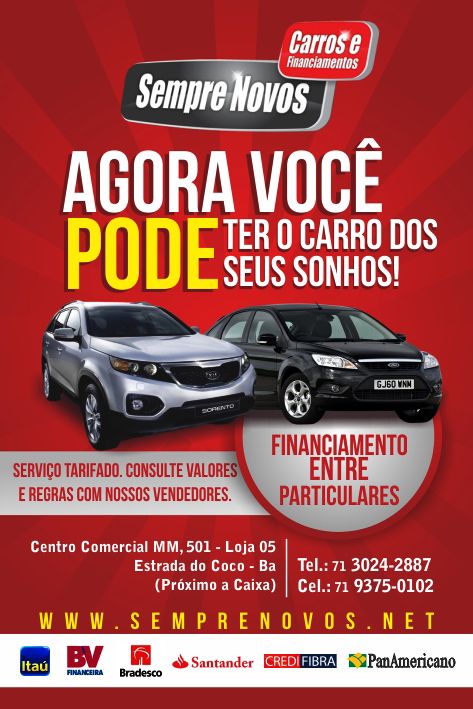 Carros e
Financiamentos
Sempre Novos
AGORA VOCÊ
PODE TER O CARRO DOS
SEUS SONHOS!
SORENTO
GJ60 WNM
SERVIÇO TARIFADO. CONSULTE VALORES
E REGRAS COM NOSSOS VENDEDORES.
FINANCIAMENTO
ENTRE
PARTICULARES
Centro Comercial MM, 501 - Loja 05
Estrada do Coco - Ba
(Próximo a Caixa)
Tel.: 71 3024-2887
Cel.: 71 9375-0102
WWW.SEMPRENOVOS.NET
Itaú
BV
FINANCEIRA
Bradesco
Santander
CREDIFIBRA
PanAmericano